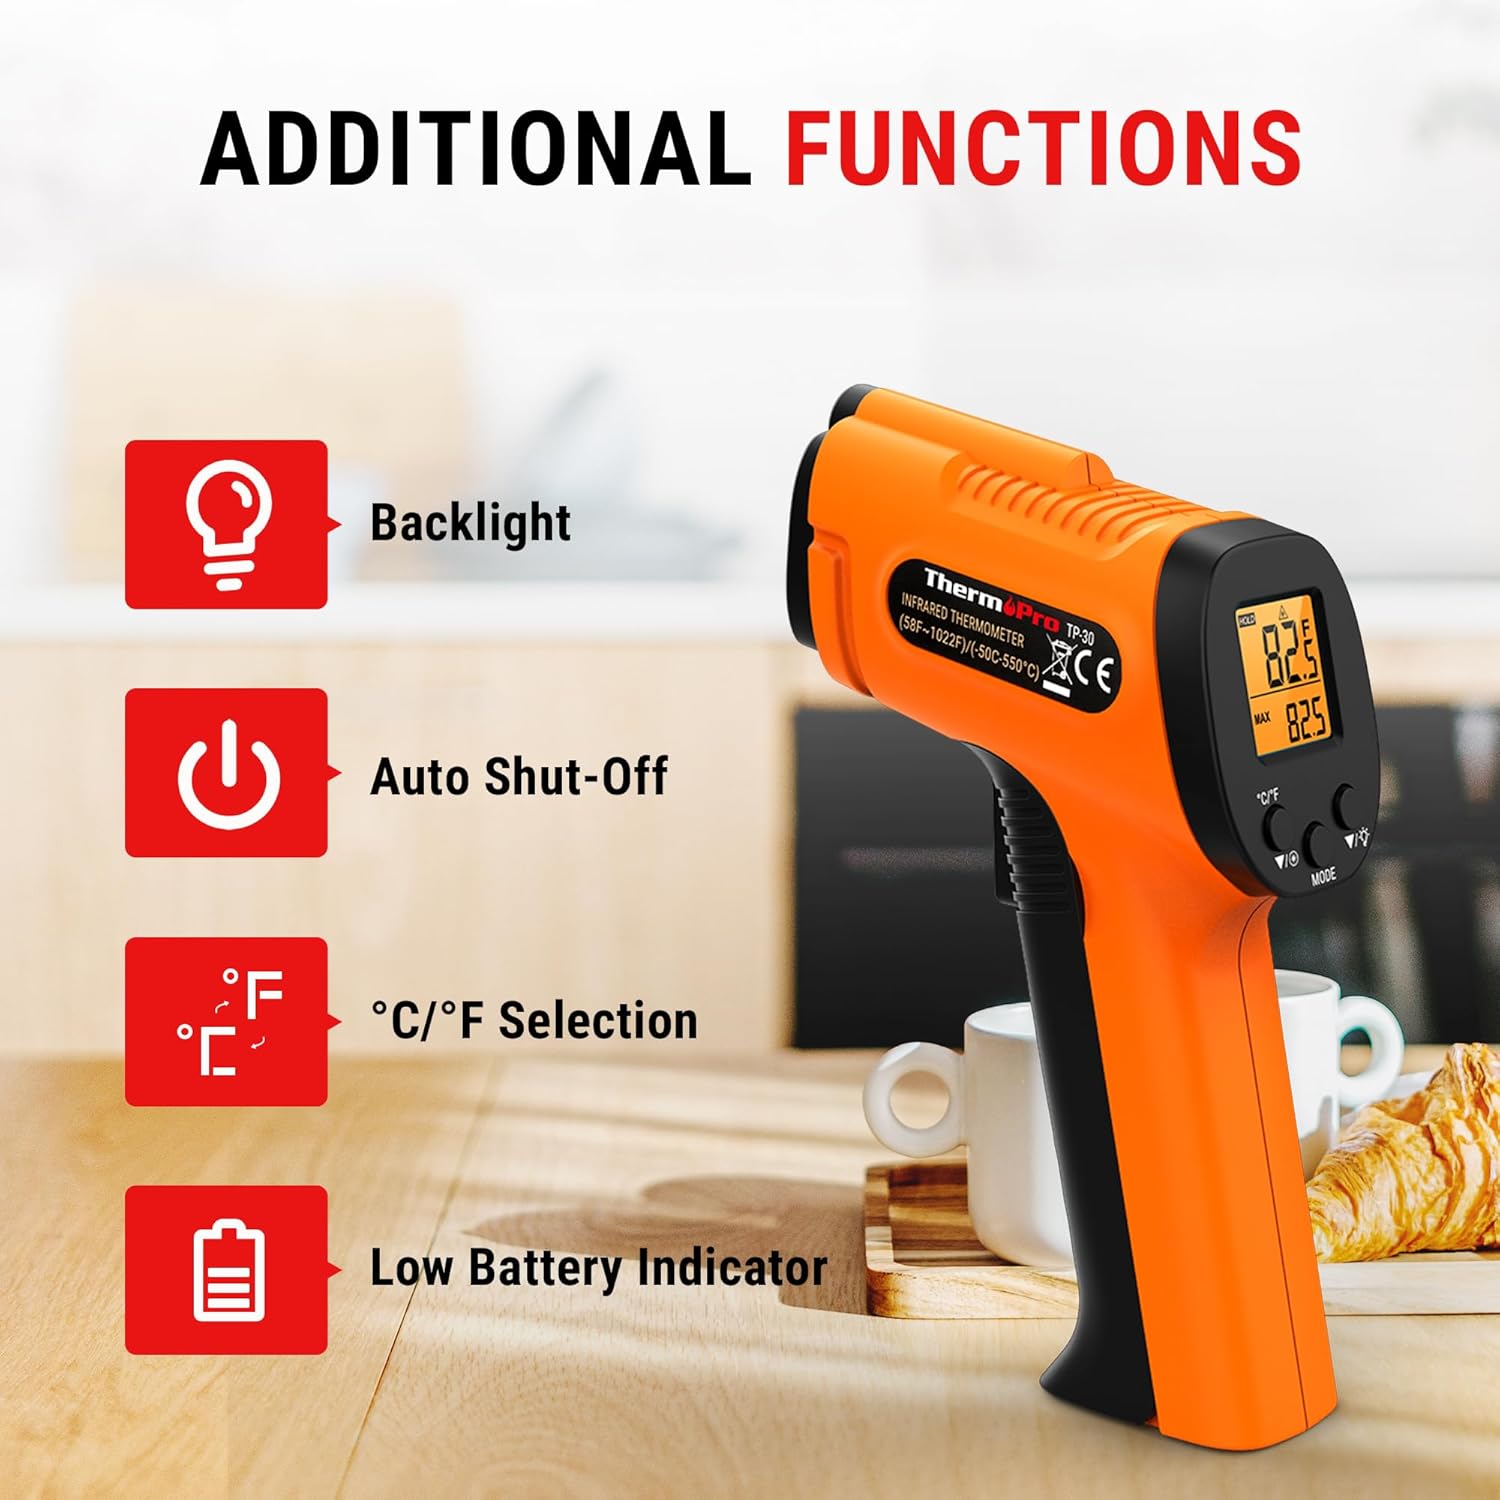 ADDITIONAL FUNCTIONS
Backlight
Auto Shut-Off
°C/°F Selection
Low Battery Indicator
°F
°C
ThermoPro
INFRARED THERMOMETER TP-30
(58F~1022F)/(-50C-550°C)
CE
HOLD
82.5 F
MAX 82.5
°C/°F
MODE